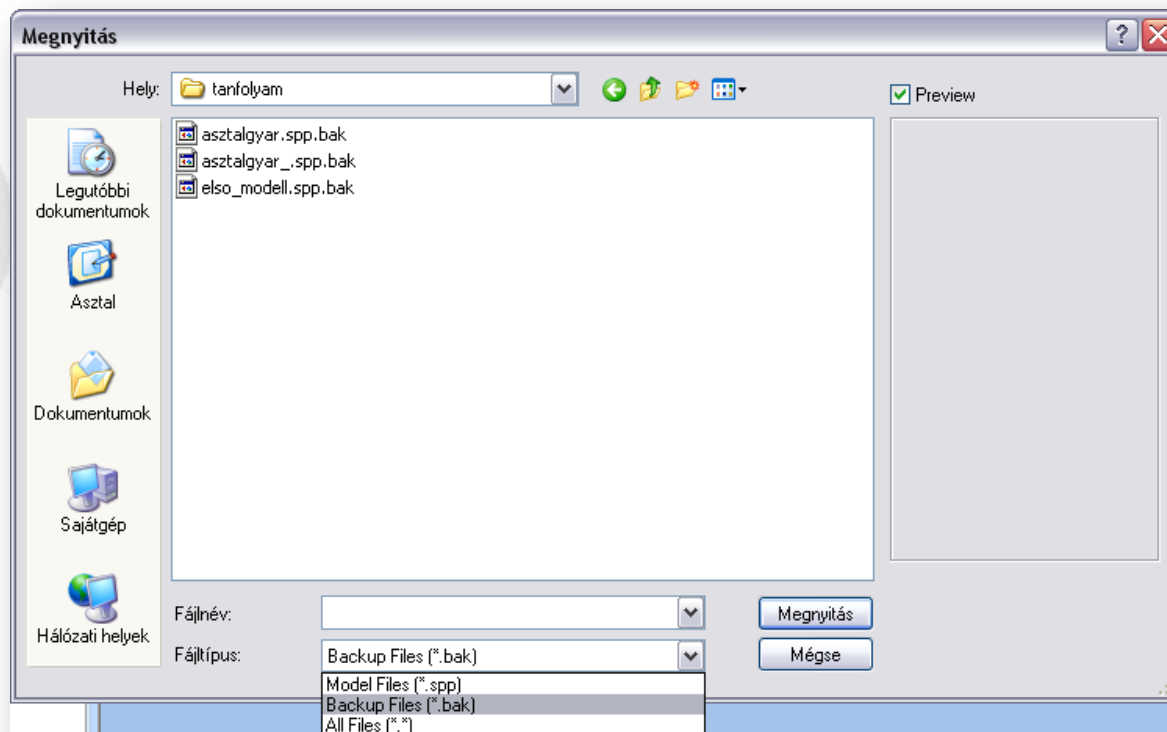 Megnyitás
Hely: tanfolyam
Preview
asztalgyar.spp.bak
asztalgyar_.spp.bak
elso_modell.spp.bak
Legutóbbi
dokumentumok
Asztal
Dokumentumok
Sajátgép
Hálózati helyek
Fájlnév:
Megnyitás
Fájltípus: Backup Files (*.bak)
Mégse
Model Files (*.spp)
Backup Files (*.bak)
All Files (*.*)